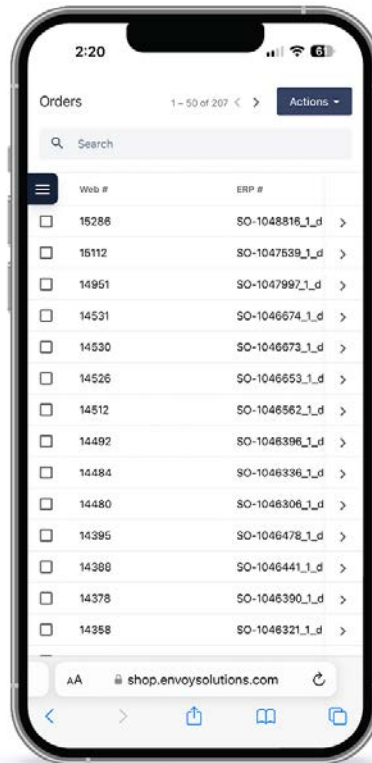 2:20 61
Orders 1 – 50 of 207 Actions
Search
Web # ERP #
15286 SO-1048816_1_d
15112 SO-1047539_1_d
14951 SO-1047997_1_d
14531 SO-1046674_1_d
14530 SO-1046673_1_d
14526 SO-1046653_1_d
14512 SO-1046562_1_d
14492 SO-1046396_1_d
14484 SO-1046336_1_d
14480 SO-1046306_1_d
14395 SO-1046478_1_d
14388 SO-1046441_1_d
14378 SO-1046390_1_d
14358 SO-1046321_1_d
AA shop.envoysolutions.com